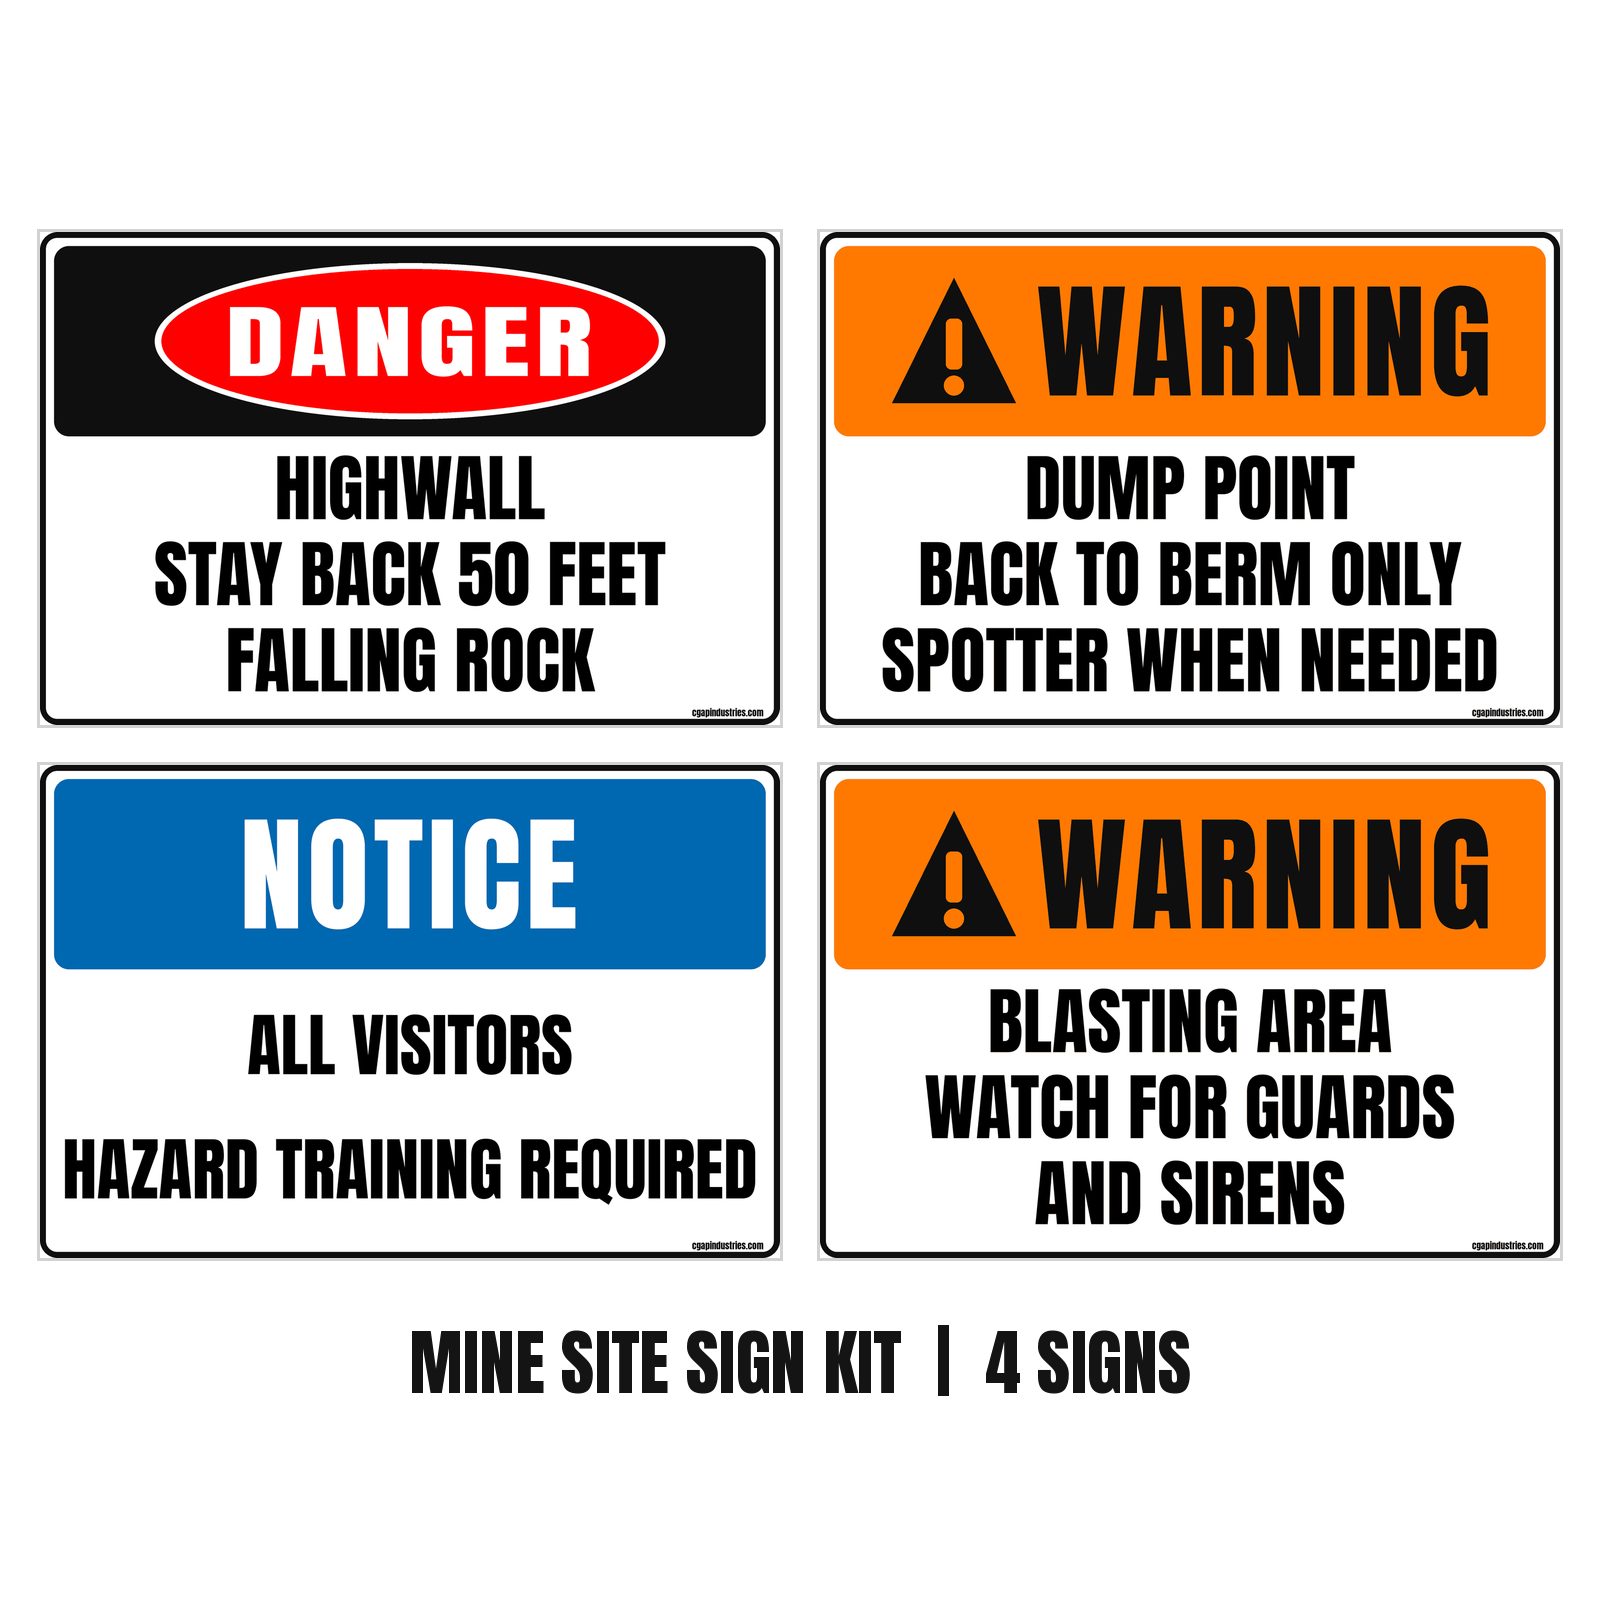 DANGER
HIGHWALL
STAY BACK 50 FEET
FALLING ROCK
cgapindustries.com
WARNING
DUMP POINT
BACK TO BERM ONLY
SPOTTER WHEN NEEDED
cgapindustries.com
NOTICE
ALL VISITORS
HAZARD TRAINING REQUIRED
cgapindustries.com
WARNING
BLASTING AREA
WATCH FOR GUARDS
AND SIRENS
cgapindustries.com
MINE SITE SIGN KIT | 4 SIGNS